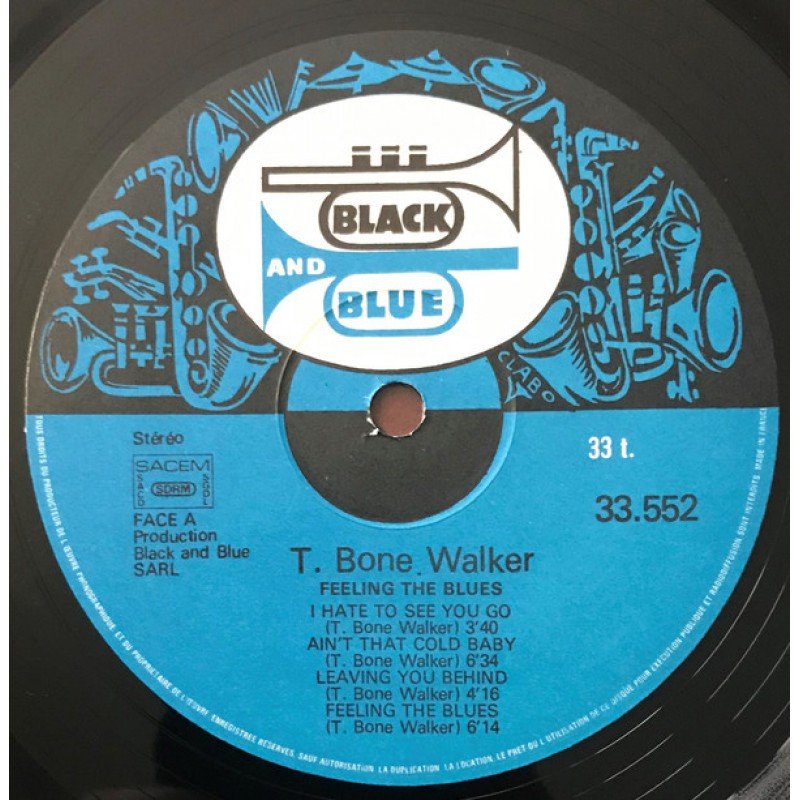 BLACK
AND
BLUE
CLABO
Stéréo
SACEM
SACD
SDRM
SGDL
33 t.
33.552
FACE A
Production
Black and Blue
SARL
T. Bone Walker
FEELING THE BLUES
I HATE TO SEE YOU GO
(T. Bone Walker) 3'40
AIN'T THAT COLD BABY
(T. Bone Walker) 6'34
LEAVING YOU BEHIND
(T. Bone Walker) 4'16
FEELING THE BLUES
(T. Bone Walker) 6'14
TOUS DROITS DU PRODUCTEUR DE L'ŒUVRE PHONOGRAPHIQUE, ET DU PROPRIETAIRE DE L'ŒUVRE ENREGISTREE RESERVES. SAUF AUTORISATION LA DUPLICATION, LA LOCATION, LE PRET OU L'UTILISATION DE CE DISQUE POUR EXECUTION PUBLIQUE ET RADIODIFFUSION SONT INTERDITS. MADE IN FRANCE